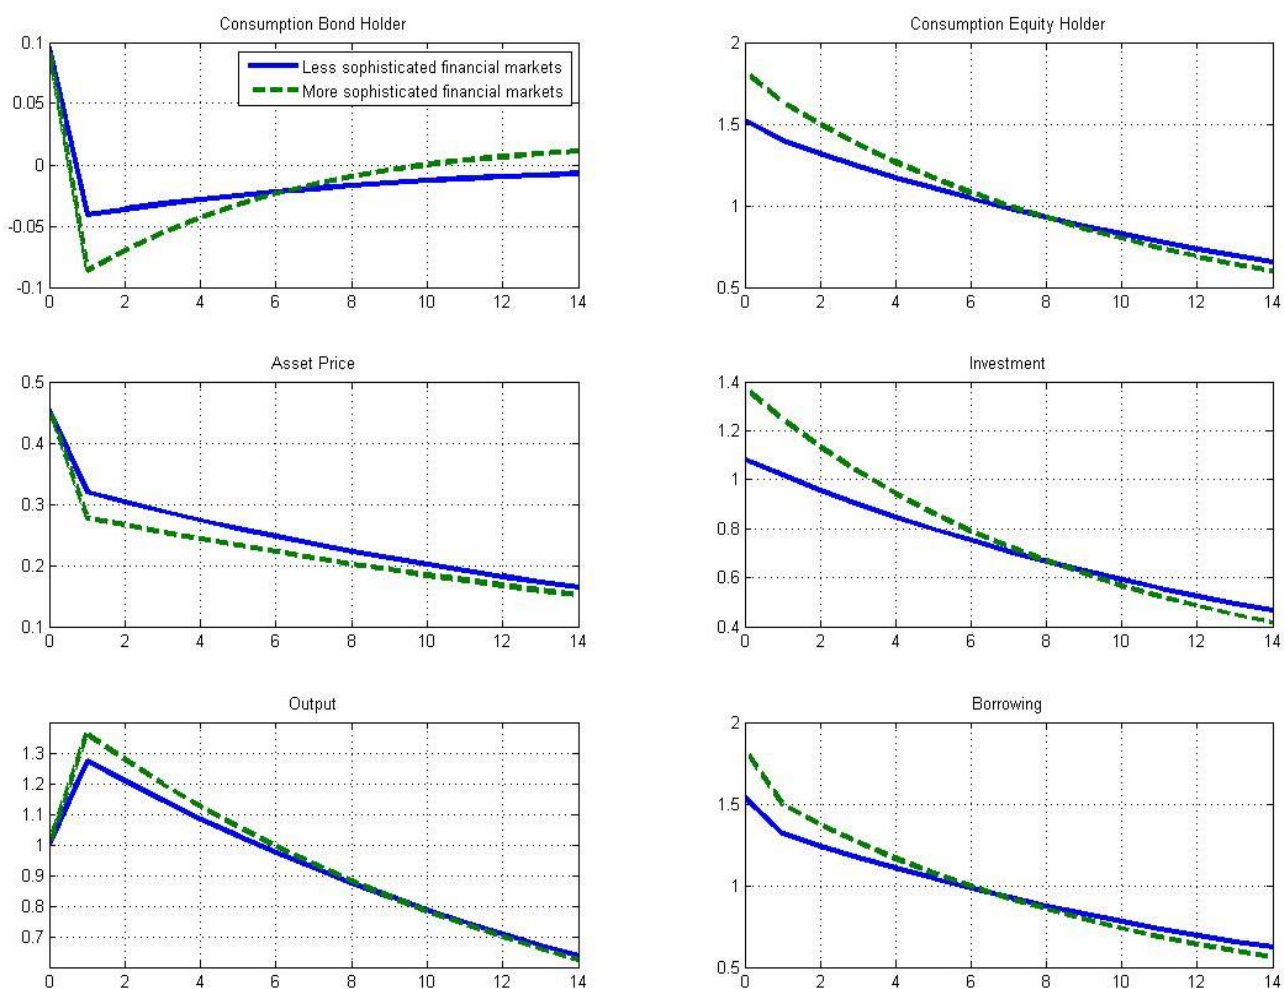 Consumption Bond Holder
0.1
0.05
0
-0.05
-0.1
0 2 4 6 8 10 12 14
Less sophisticated financial markets
More sophisticated financial markets
Consumption Equity Holder
2
1.5
1
0.5
0 2 4 6 8 10 12 14
Asset Price
0.5
0.4
0.3
0.2
0.1
0 2 4 6 8 10 12 14
Investment
1.4
1.2
1
0.8
0.6
0.4
0 2 4 6 8 10 12 14
Output
1.3
1.2
1.1
1
0.9
0.8
0.7
0 2 4 6 8 10 12 14
Borrowing
2
1.5
1
0.5
0 2 4 6 8 10 12 14